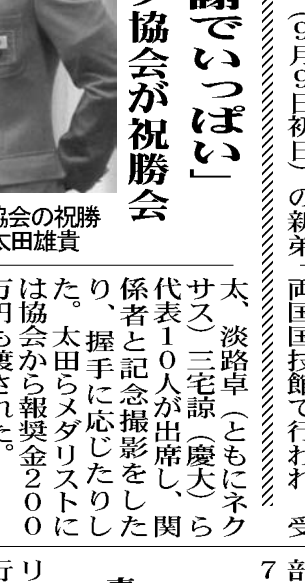 (9月9日初日)の新弟
両国国技館で行われ
受
謝でいっぱい」
協会が祝勝会
協会の祝勝
太田雄貴
太、淡路卓(ともにネク
サス)三宅諒(慶大)ら
代表10人が出席し、関
係者と記念撮影をした
り、握手に応じたりし
た。太田らメダリストに
は協会から報奨金200
万円も渡された。
部
7
リ
行